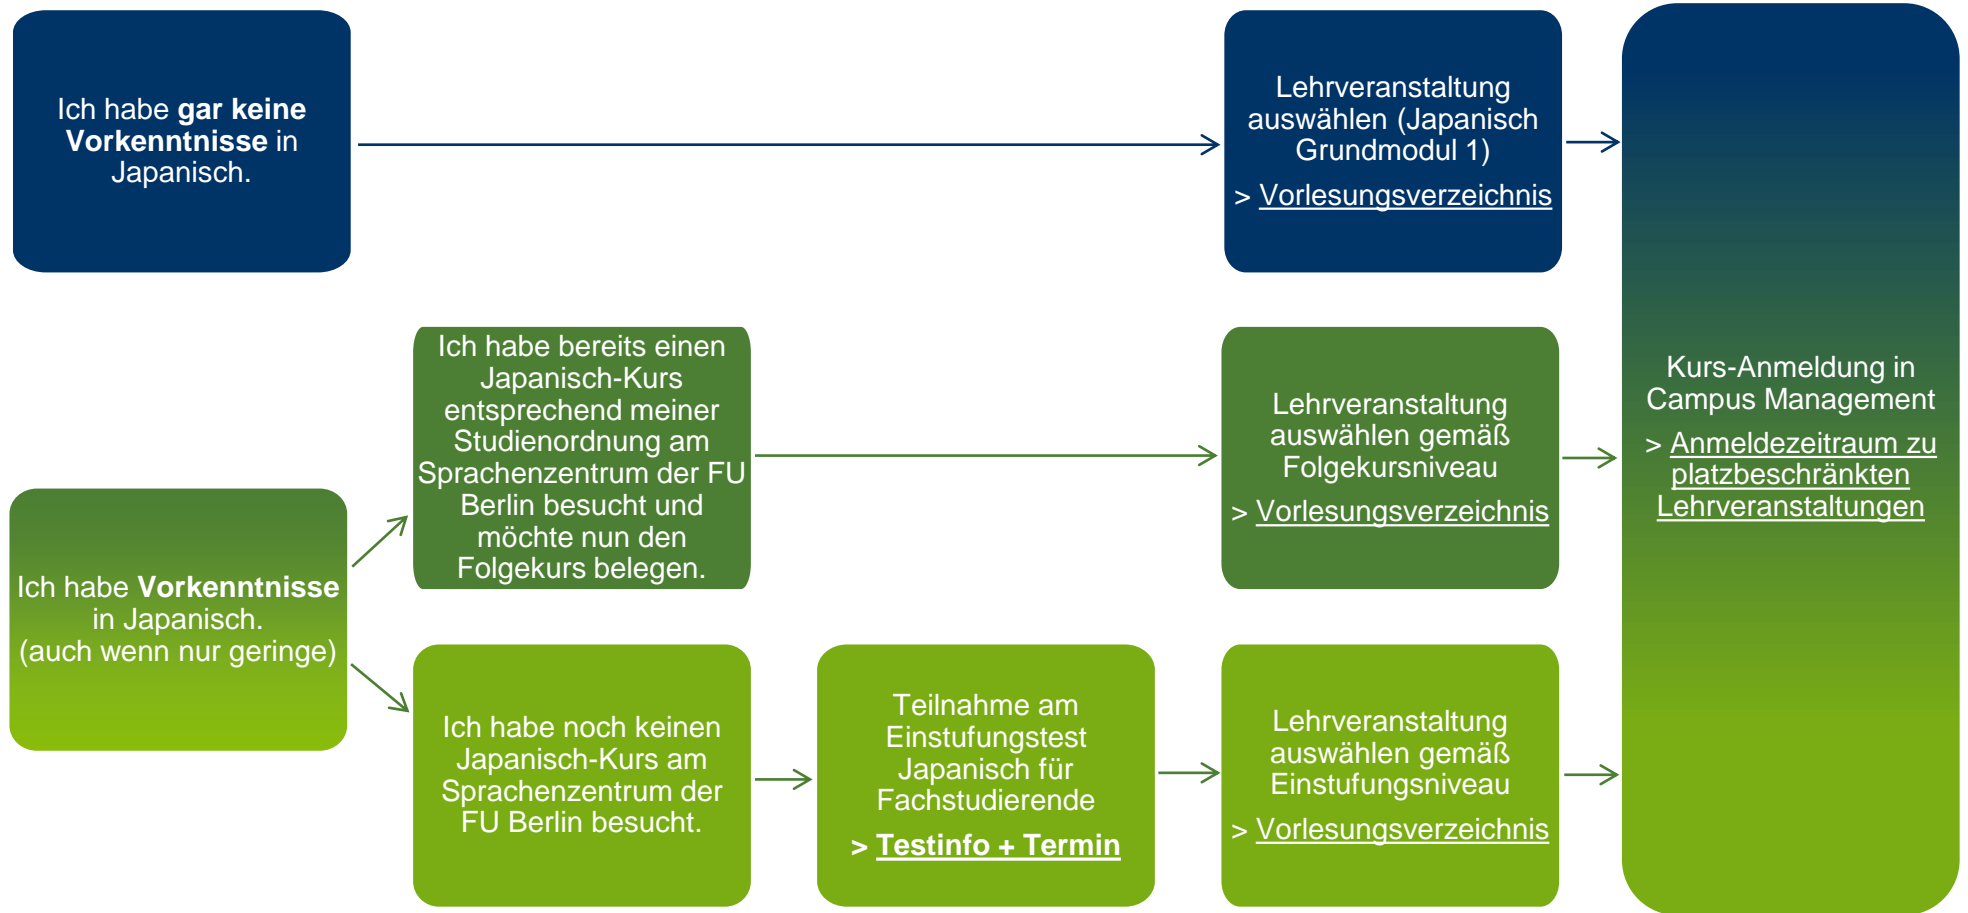 Ich habe gar keine
Vorkenntnisse in
Japanisch.
Lehrveranstaltung
auswählen (Japanisch
Grundmodul 1)
> Vorlesungsverzeichnis
Ich habe Vorkenntnisse
in Japanisch.
(auch wenn nur geringe)
Ich habe bereits einen
Japanisch-Kurs
entsprechend meiner
Studienordnung am
Sprachenzentrum der FU
Berlin besucht und
möchte nun den
Folgekurs belegen.
Lehrveranstaltung
auswählen gemäß
Folgekursniveau
> Vorlesungsverzeichnis
Ich habe noch keinen
Japanisch-Kurs am
Sprachenzentrum der
FU Berlin besucht.
Teilnahme am
Einstufungstest
Japanisch für
Fachstudierende
> Testinfo + Termin
Lehrveranstaltung
auswählen gemäß
Einstufungsniveau
> Vorlesungsverzeichnis
Kurs-Anmeldung in
Campus Management
> Anmeldezeitraum zu
platzbeschränkten
Lehrveranstaltungen